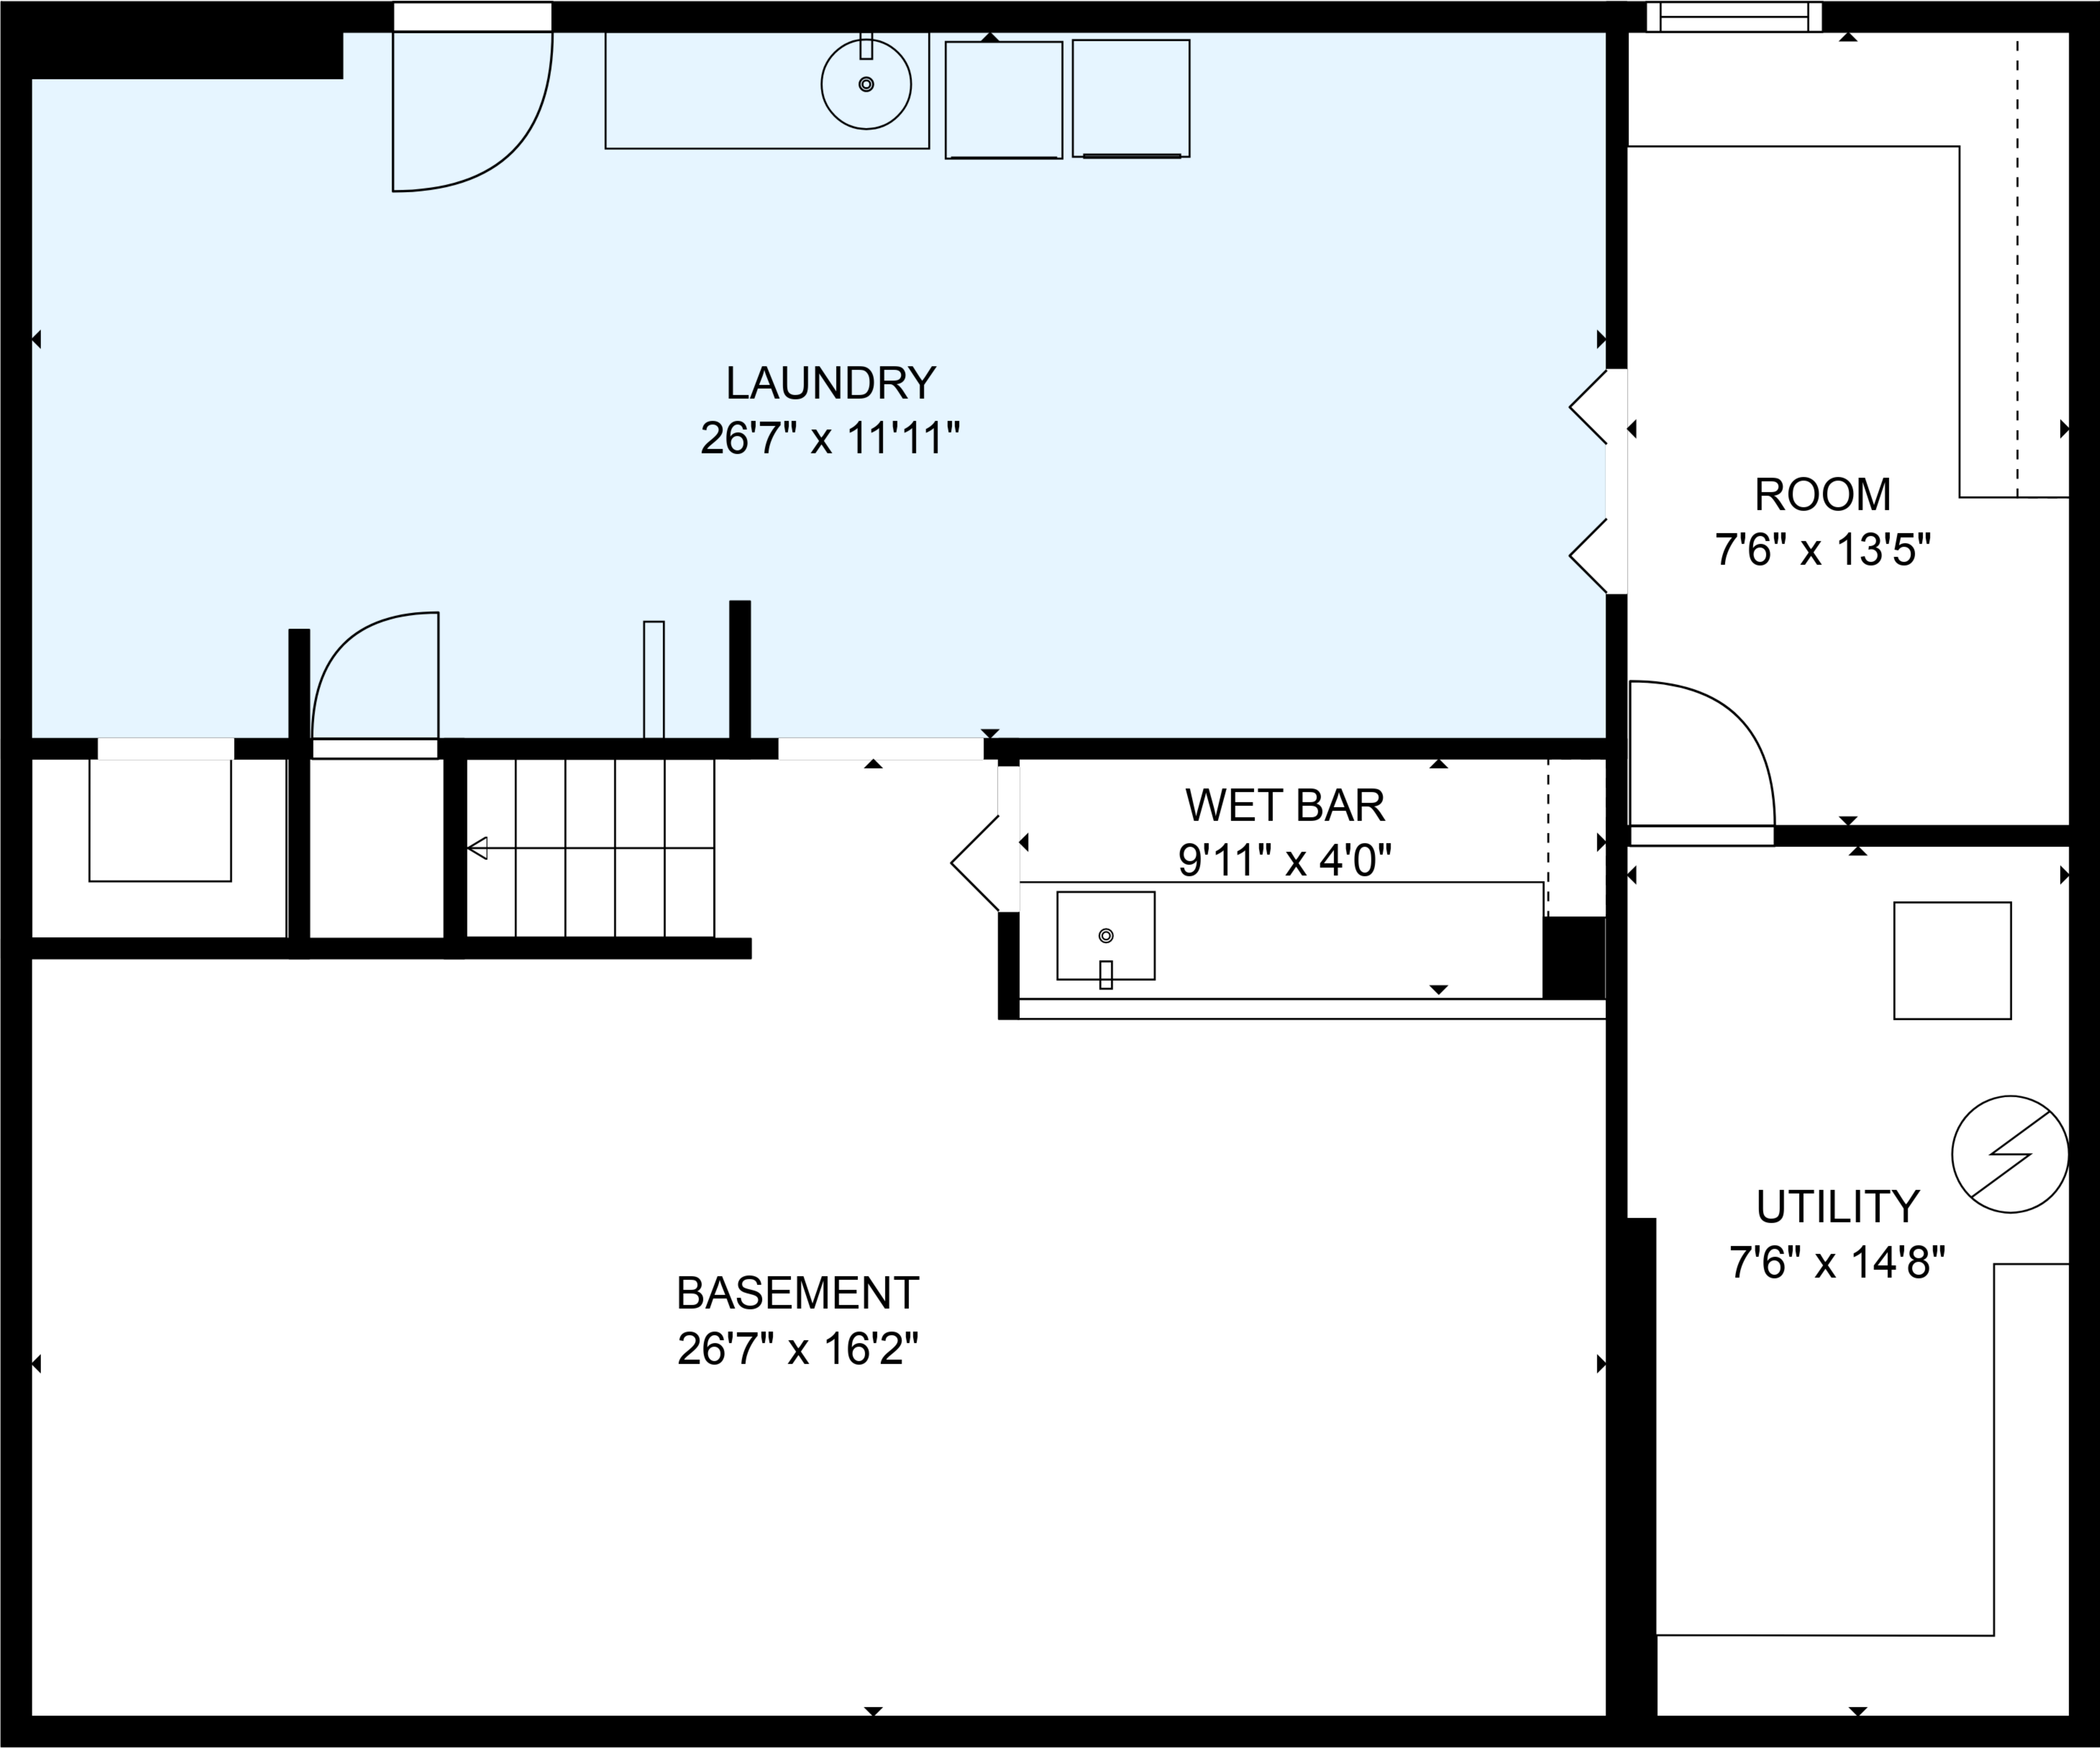 LAUNDRY
26'7" x 11'11"
ROOM
7'6" x 13'5"
WET BAR
9'11" x 4'0"
UTILITY
7'6" x 14'8"
BASEMENT
26'7" x 16'2"